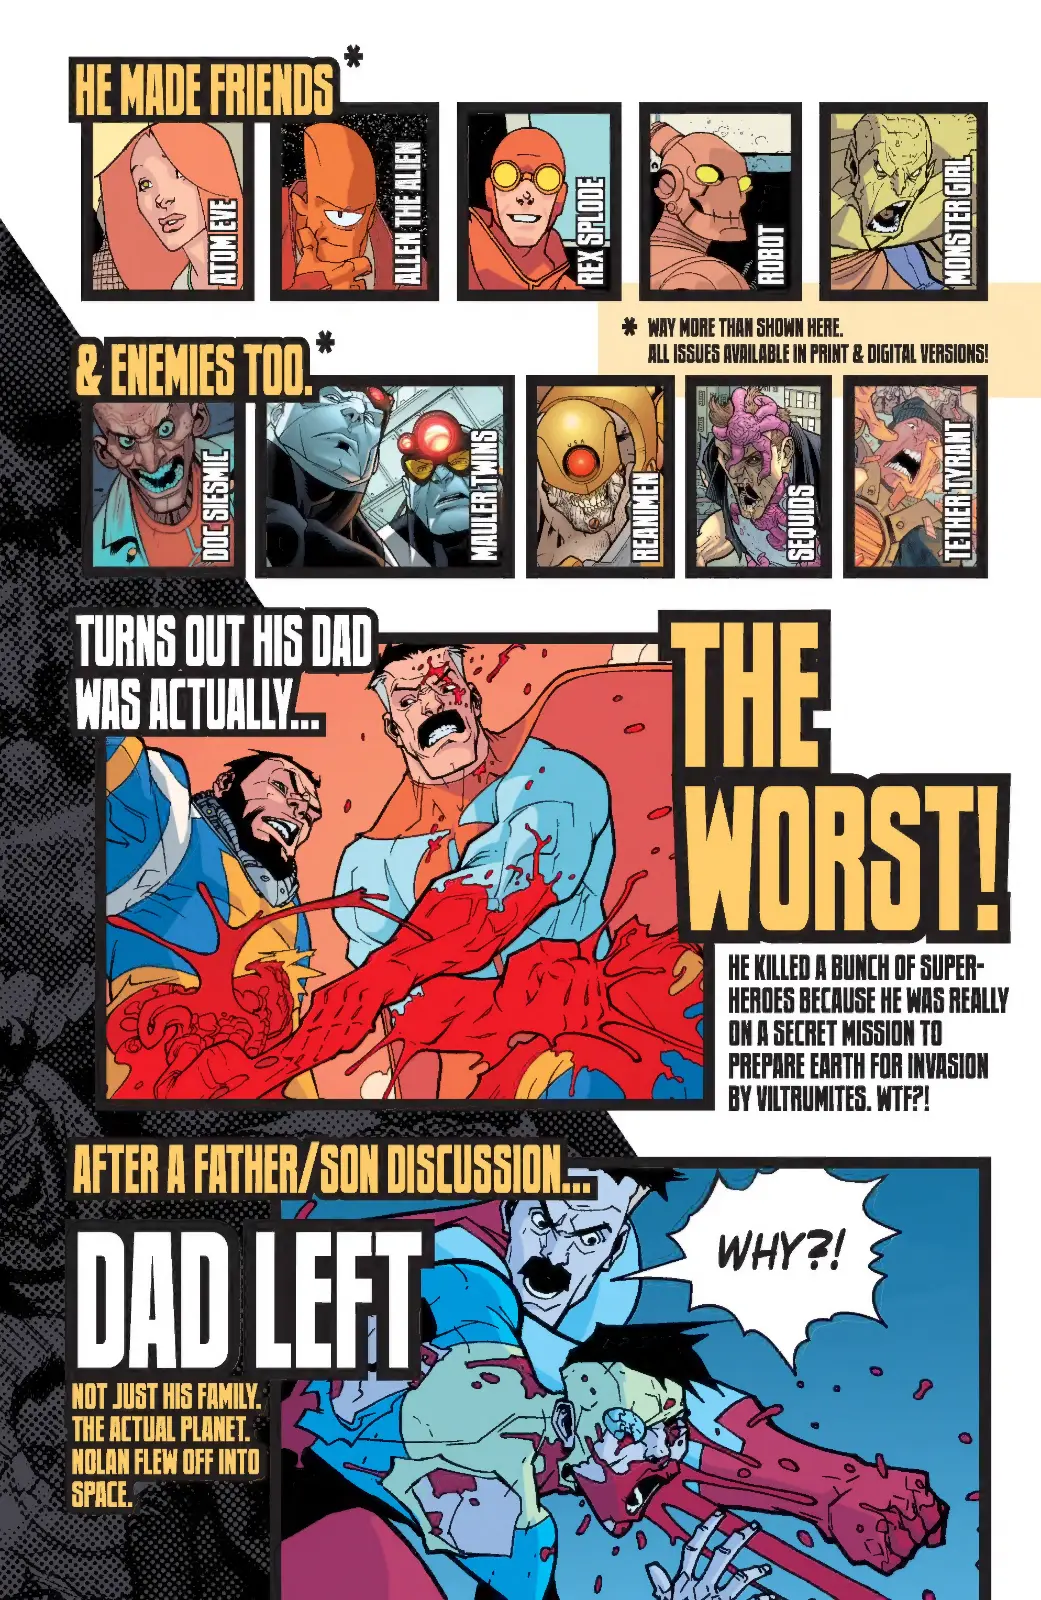 HE MADE FRIENDS*
ATOM EVE
ALLEN THE ALIEN
REX SPLODE
ROBOT
MONSTER GIRL
* WAY MORE THAN SHOWN HERE.
ALL ISSUES AVAILABLE IN PRINT & DIGITAL VERSIONS!
& ENEMIES TOO.*
DOC SIESMIC
MAULER TWINS
USA
REANIMEN
SEQUIDS
TETHER TYRANT
TURNS OUT HIS DAD
WAS ACTUALLY...
THE
WORST!
HE KILLED A BUNCH OF SUPER-
HEROES BECAUSE HE WAS REALLY
ON A SECRET MISSION TO
PREPARE EARTH FOR INVASION
BY VILTRUMITES. WTF?!
AFTER A FATHER/SON DISCUSSION...
DAD LEFT
NOT JUST HIS FAMILY.
THE ACTUAL PLANET.
NOLAN FLEW OFF INTO
SPACE.
WHY?!